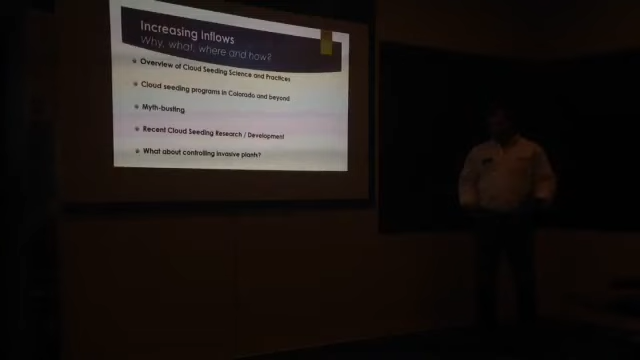 Increasing Inflows
Why, what, where and how?
Overview of Cloud Seeding Science and Practices
Cloud seeding programs in Colorado and beyond
Myth-busting
Recent Cloud Seeding Research / Development
What about controlling invasive plants?